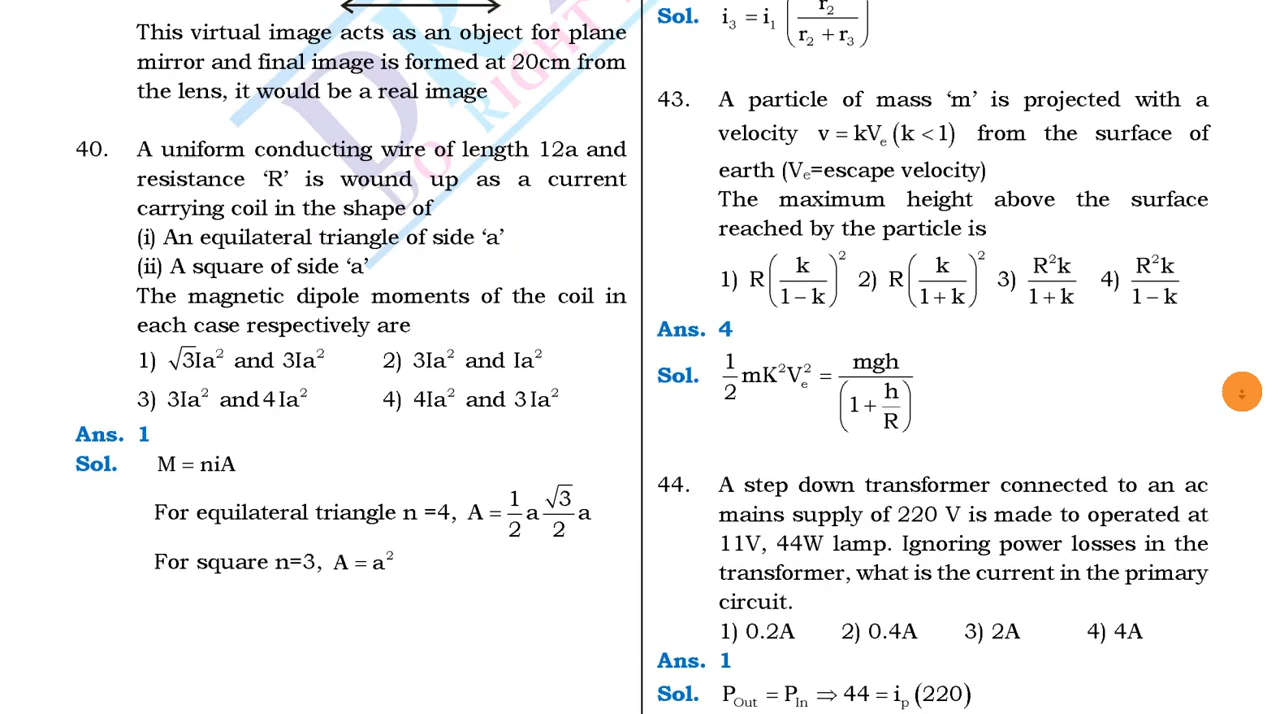 This virtual image acts as an object for plane
mirror and final image is formed at 20cm from
the lens, it would be a real image
40. A uniform conducting wire of length 12a and
resistance ‘R’ is wound up as a current
carrying coil in the shape of
(i) An equilateral triangle of side ‘a’
(ii) A square of side ‘a’
The magnetic dipole moments of the coil in
each case respectively are
1) √3Ia² and 3Ia² 2) 3Ia² and Ia²
3) 3Ia² and 4Ia² 4) 4Ia² and 3Ia²
Ans. 1
Sol. M = niA
For equilateral triangle n =4, A = 1/2 a √3/2 a
For square n=3, A = a²
Sol. i₃ = i₁ (r₂/(r₂ + r₃))
43. A particle of mass ‘m’ is projected with a
velocity v = kVₑ (k < 1) from the surface of
earth (Vₑ=escape velocity)
The maximum height above the surface
reached by the particle is
1) R(k/(1−k))² 2) R(k/(1+k))² 3) R²k/(1+k) 4) R²k/(1−k)
Ans. 4
Sol. 1/2 mK²Vₑ² = mgh/(1+h/R)
44. A step down transformer connected to an ac
mains supply of 220 V is made to operated at
11V, 44W lamp. Ignoring power losses in the
transformer, what is the current in the primary
circuit.
1) 0.2A 2) 0.4A 3) 2A 4) 4A
Ans. 1
Sol. P_Out = P_In ⇒ 44 = i_p (220)